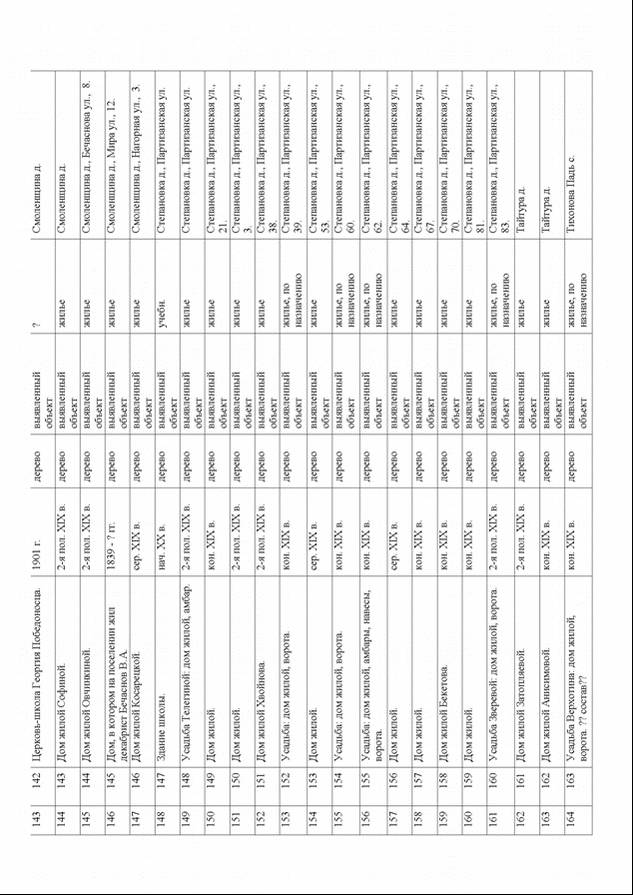 143 142 Церковь-школа Георгия Победоносца. 1901 г. дерево выявленный объект ? Смоленщина д.
144 143 Дом жилой Софиной. 2-я пол. XIX в. дерево выявленный объект жилье Смоленщина д.
145 144 Дом жилой Овчинкиной. 2-я пол. XIX в. дерево выявленный объект жилье Смоленщина д., Бечаснова ул., 8.
146 145 Дом, в котором на поселении жил декабрист Бечаснов В.А. 1839 - ? гг. дерево выявленный объект жилье Смоленщина д., Мира ул., 12.
147 146 Дом жилой Косарецкой. сер. XIX в. дерево выявленный объект жилье Смоленщина д., Нагорная ул., 3.
148 147 Здание школы. нач. XX в. дерево выявленный объект учебн. Степановка д., Партизанская ул.
149 148 Усадьба Телегиной: дом жилой, амбар. 2-я пол. XIX в. дерево выявленный объект жилье Степановка д., Партизанская ул.
150 149 Дом жилой. кон. XIX в. дерево выявленный объект жилье Степановка д., Партизанская ул., 21.
151 150 Дом жилой. 2-я пол. XIX в. дерево выявленный объект жилье Степановка д., Партизанская ул., 3.
152 151 Дом жилой Хвойнова. 2-я пол. XIX в. дерево выявленный объект жилье Степановка д., Партизанская ул., 38.
153 152 Усадьба: дом жилой, ворота. кон. XIX в. дерево выявленный объект жилье, по назначению Степановка д., Партизанская ул., 39.
154 153 Дом жилой. сер. XIX в. дерево выявленный объект жилье Степановка д., Партизанская ул., 53.
155 154 Усадьба: дом жилой, ворота. кон. XIX в. дерево выявленный объект жилье, по назначению Степановка д., Партизанская ул., 60.
156 155 Усадьба: дом жилой, амбары, навесы, ворота. кон. XIX в. дерево выявленный объект жилье, по назначению Степановка д., Партизанская ул., 62.
157 156 Дом жилой. сер. XIX в. дерево выявленный объект жилье Степановка д., Партизанская ул., 64.
158 157 Дом жилой. кон. XIX в. дерево выявленный объект жилье Степановка д., Партизанская ул., 67.
159 158 Дом жилой Бекетова. кон. XIX в. дерево выявленный объект жилье Степановка д., Партизанская ул., 70.
160 159 Дом жилой. кон. XIX в. дерево выявленный объект жилье Степановка д., Партизанская ул., 81.
161 160 Усадьба Зверевой: дом жилой, ворота. 2-я пол. XIX в. дерево выявленный объект жилье, по назначению Степановка д., Партизанская ул., 83.
162 161 Дом жилой Затопляевой. 2-я пол. XIX в. дерево выявленный объект жилье Тайтура д.
163 162 Дом жилой Анисимовой. кон. XIX в. дерево выявленный объект жилье Тайтура д.
164 163 Усадьба Верхотина: дом жилой, ворота. ?? состав?? кон. XIX в. дерево выявленный объект жилье, по назначению Тихонова Падь с.